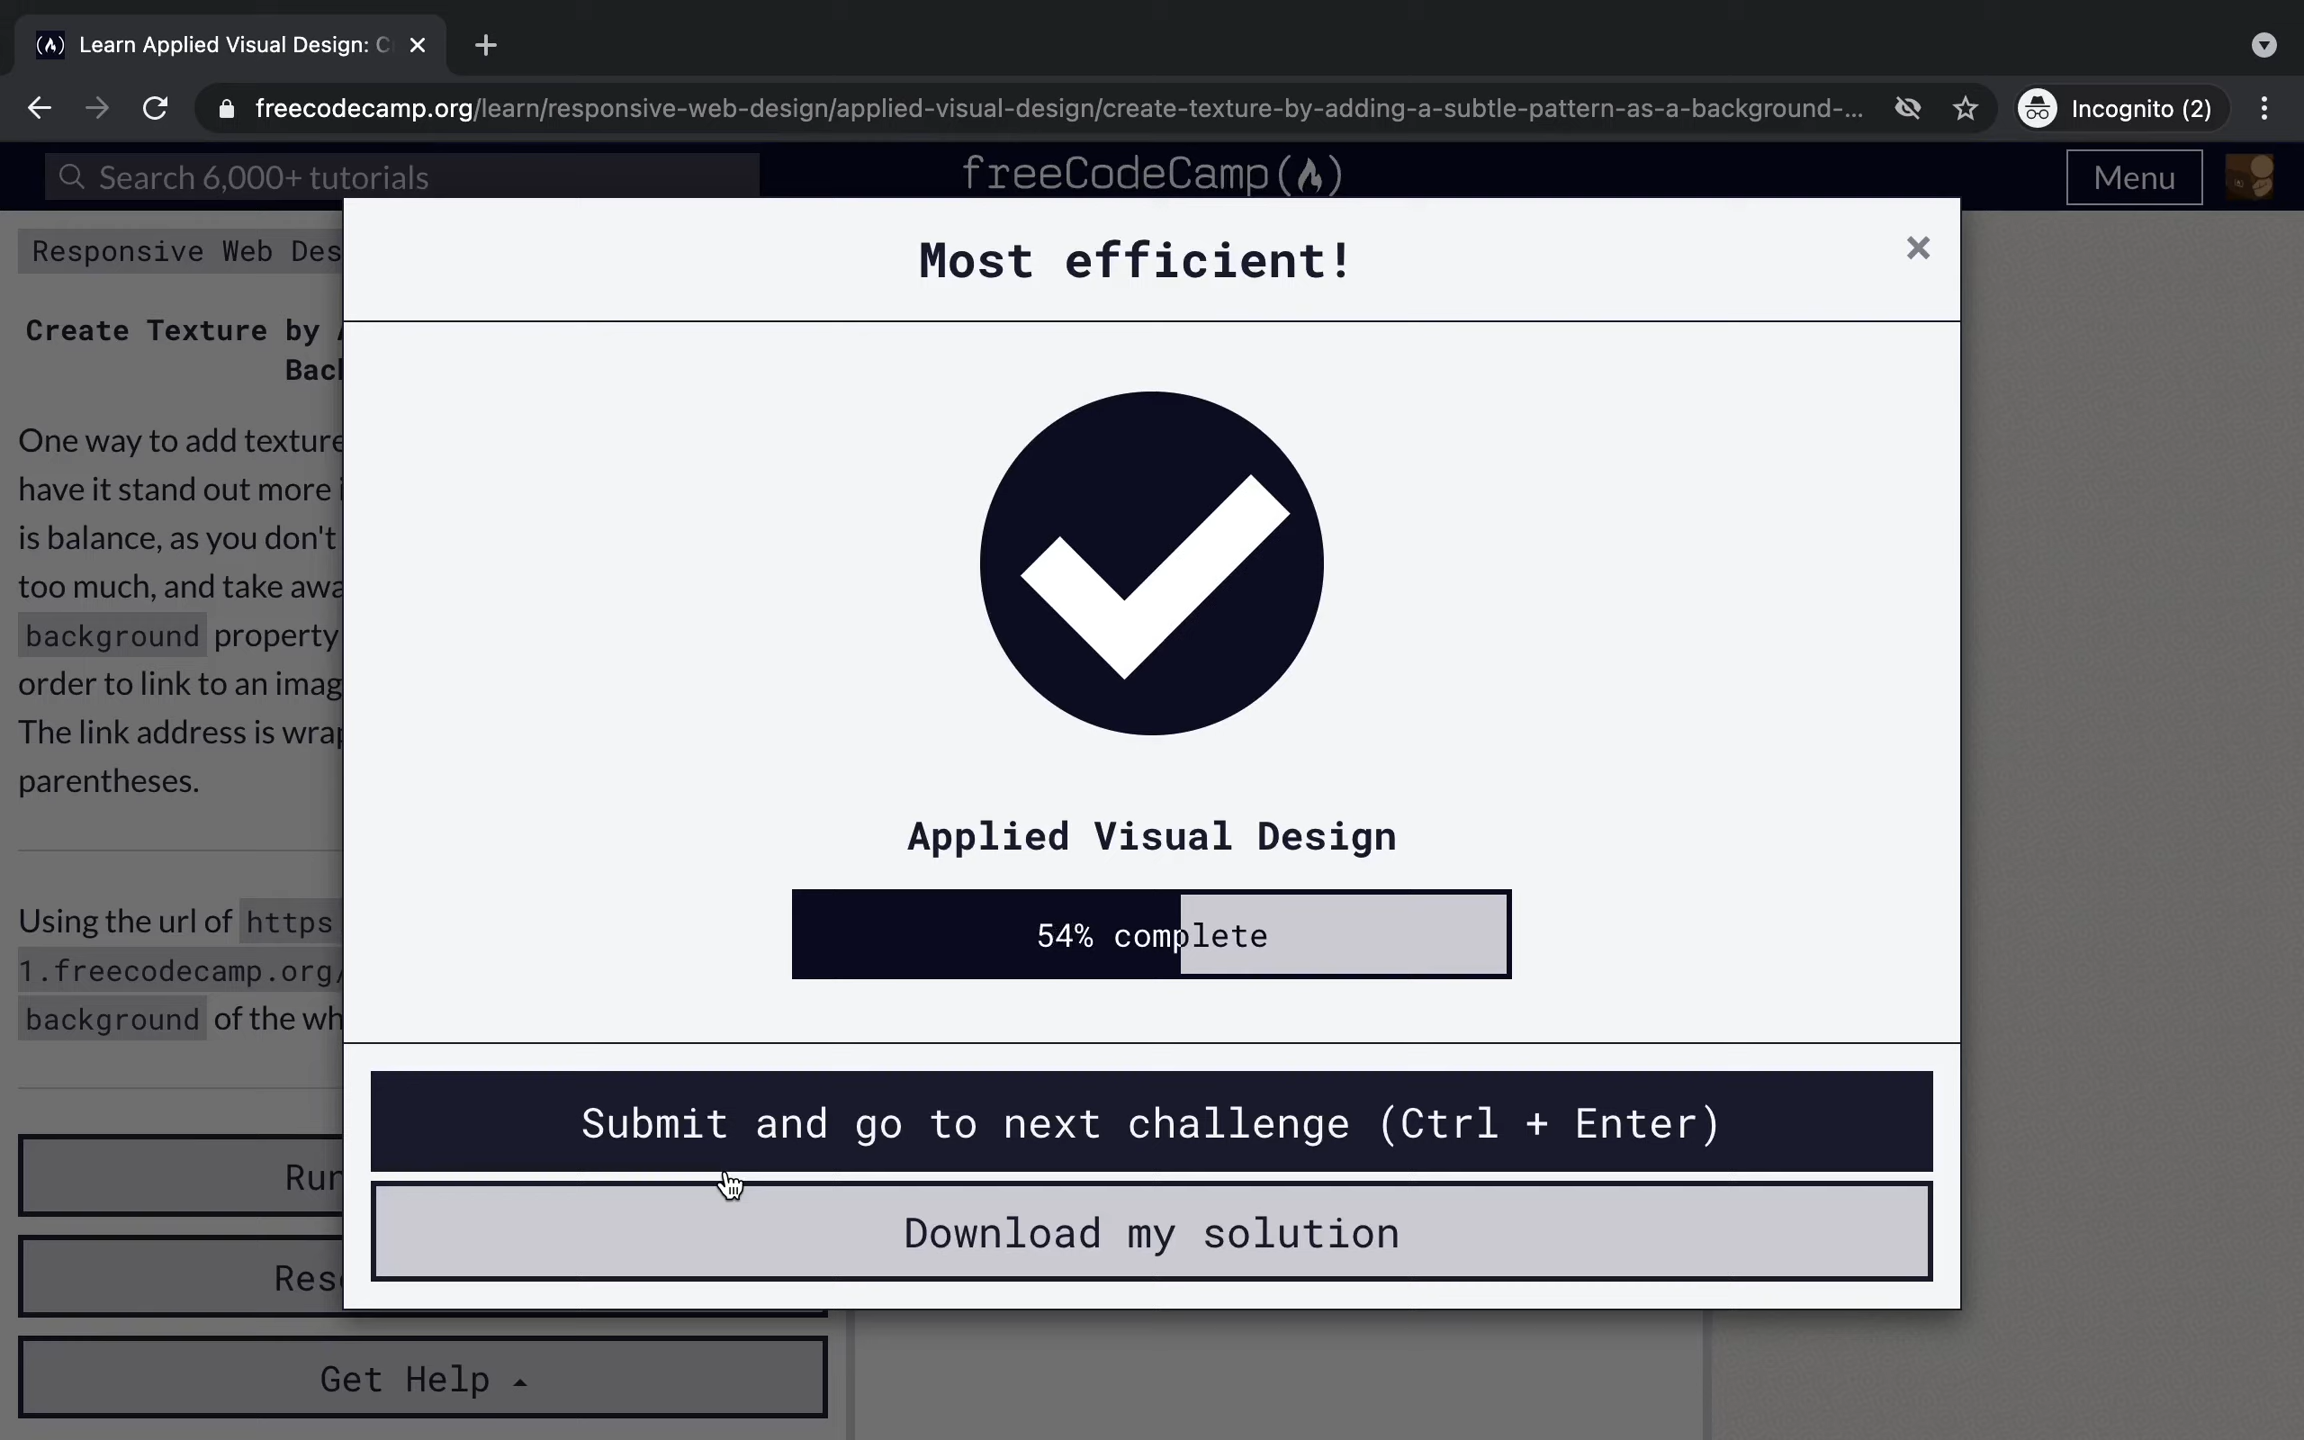 Learn Applied Visual Design: C
freecodecamp.org/learn/responsive-web-design/applied-visual-design/create-texture-by-adding-a-subtle-pattern-as-a-background-...
Incognito (2)
Search 6,000+ tutorials
freeCodeCamp
Menu
Responsive Web Des
Create Texture by
Back
One way to add texture
have it stand out more i
is balance, as you don't
too much, and take awa
background property
order to link to an imag
The link address is wrap
parentheses.
Using the url of https
1.freecodecamp.org/
background of the wh
Run
Rese
Get Help
Most efficient!
×
Applied Visual Design
54% complete
Submit and go to next challenge (Ctrl + Enter)
Download my solution